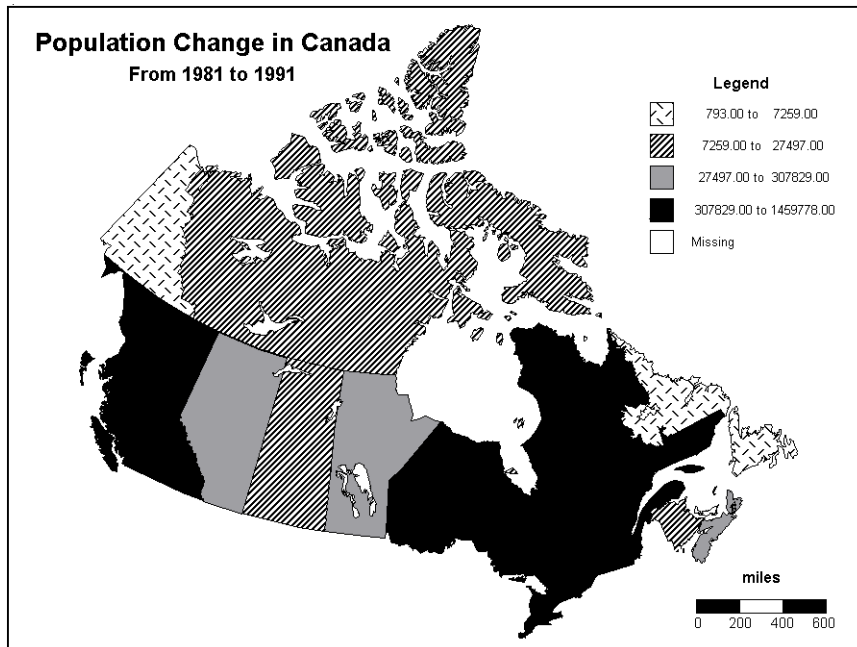 Population Change in Canada
From 1981 to 1991
Legend
793.00 to 7259.00
7259.00 to 27497.00
27497.00 to 307829.00
307829.00 to 1459778.00
Missing
miles
0 200 400 600